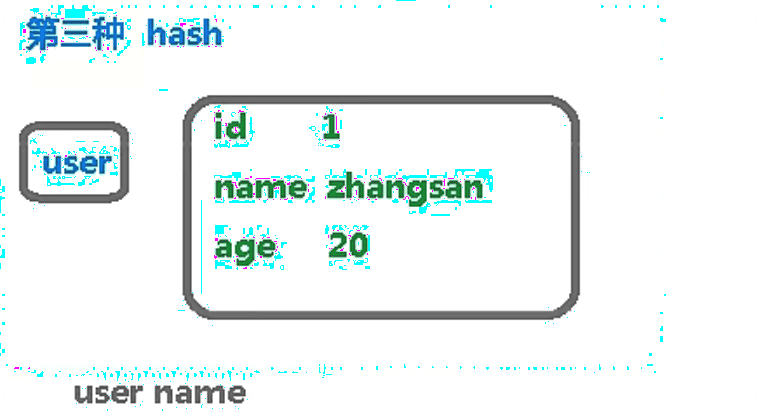 第三种 hash
id 1
user
name zhangsan
age 20
user name